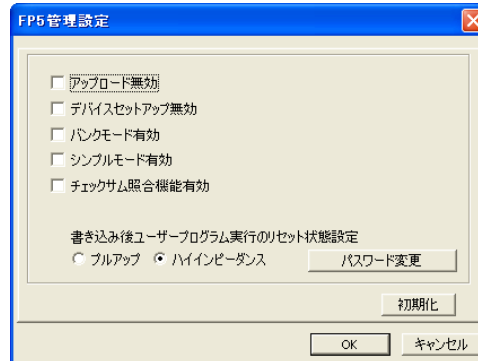 FP5管理設定
アップロード無効
デバイスセットアップ無効
バンクモード有効
シンプルモード有効
チェックサム照合機能有効
書き込み後ユーザープログラム実行のリセット状態設定
プルアップ ハイインピーダンス パスワード変更
初期化
OK キャンセル